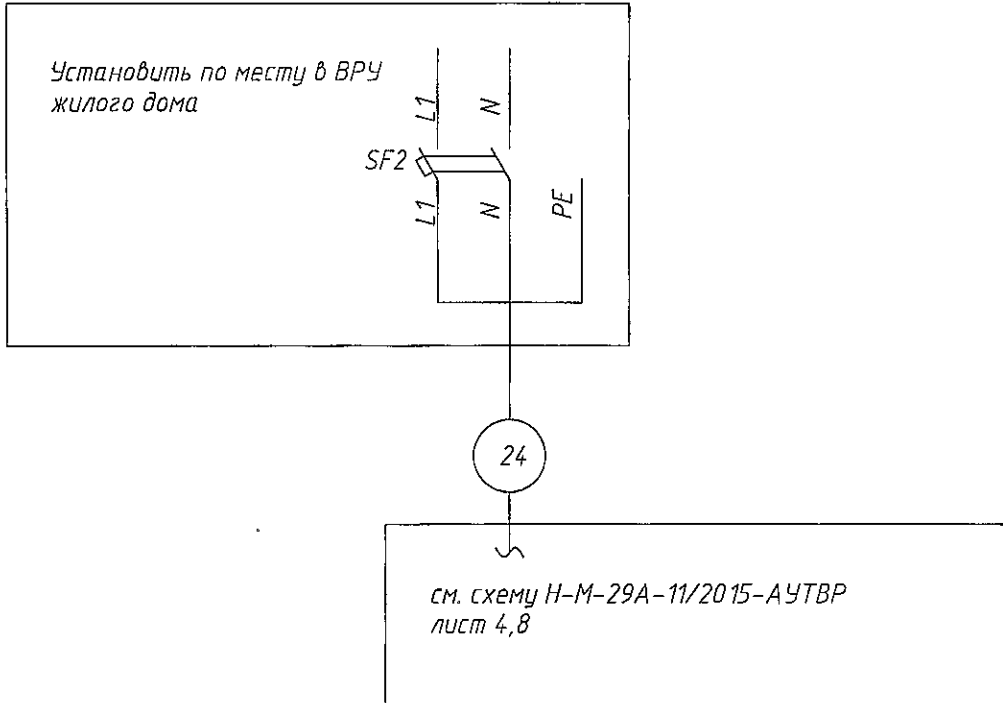 Установить по месту в ВРУ
жилого дома
L1
N
SF2
L1
N
PE
24
см. схему Н-М-29А-11/2015-АУТВР
лист 4,8